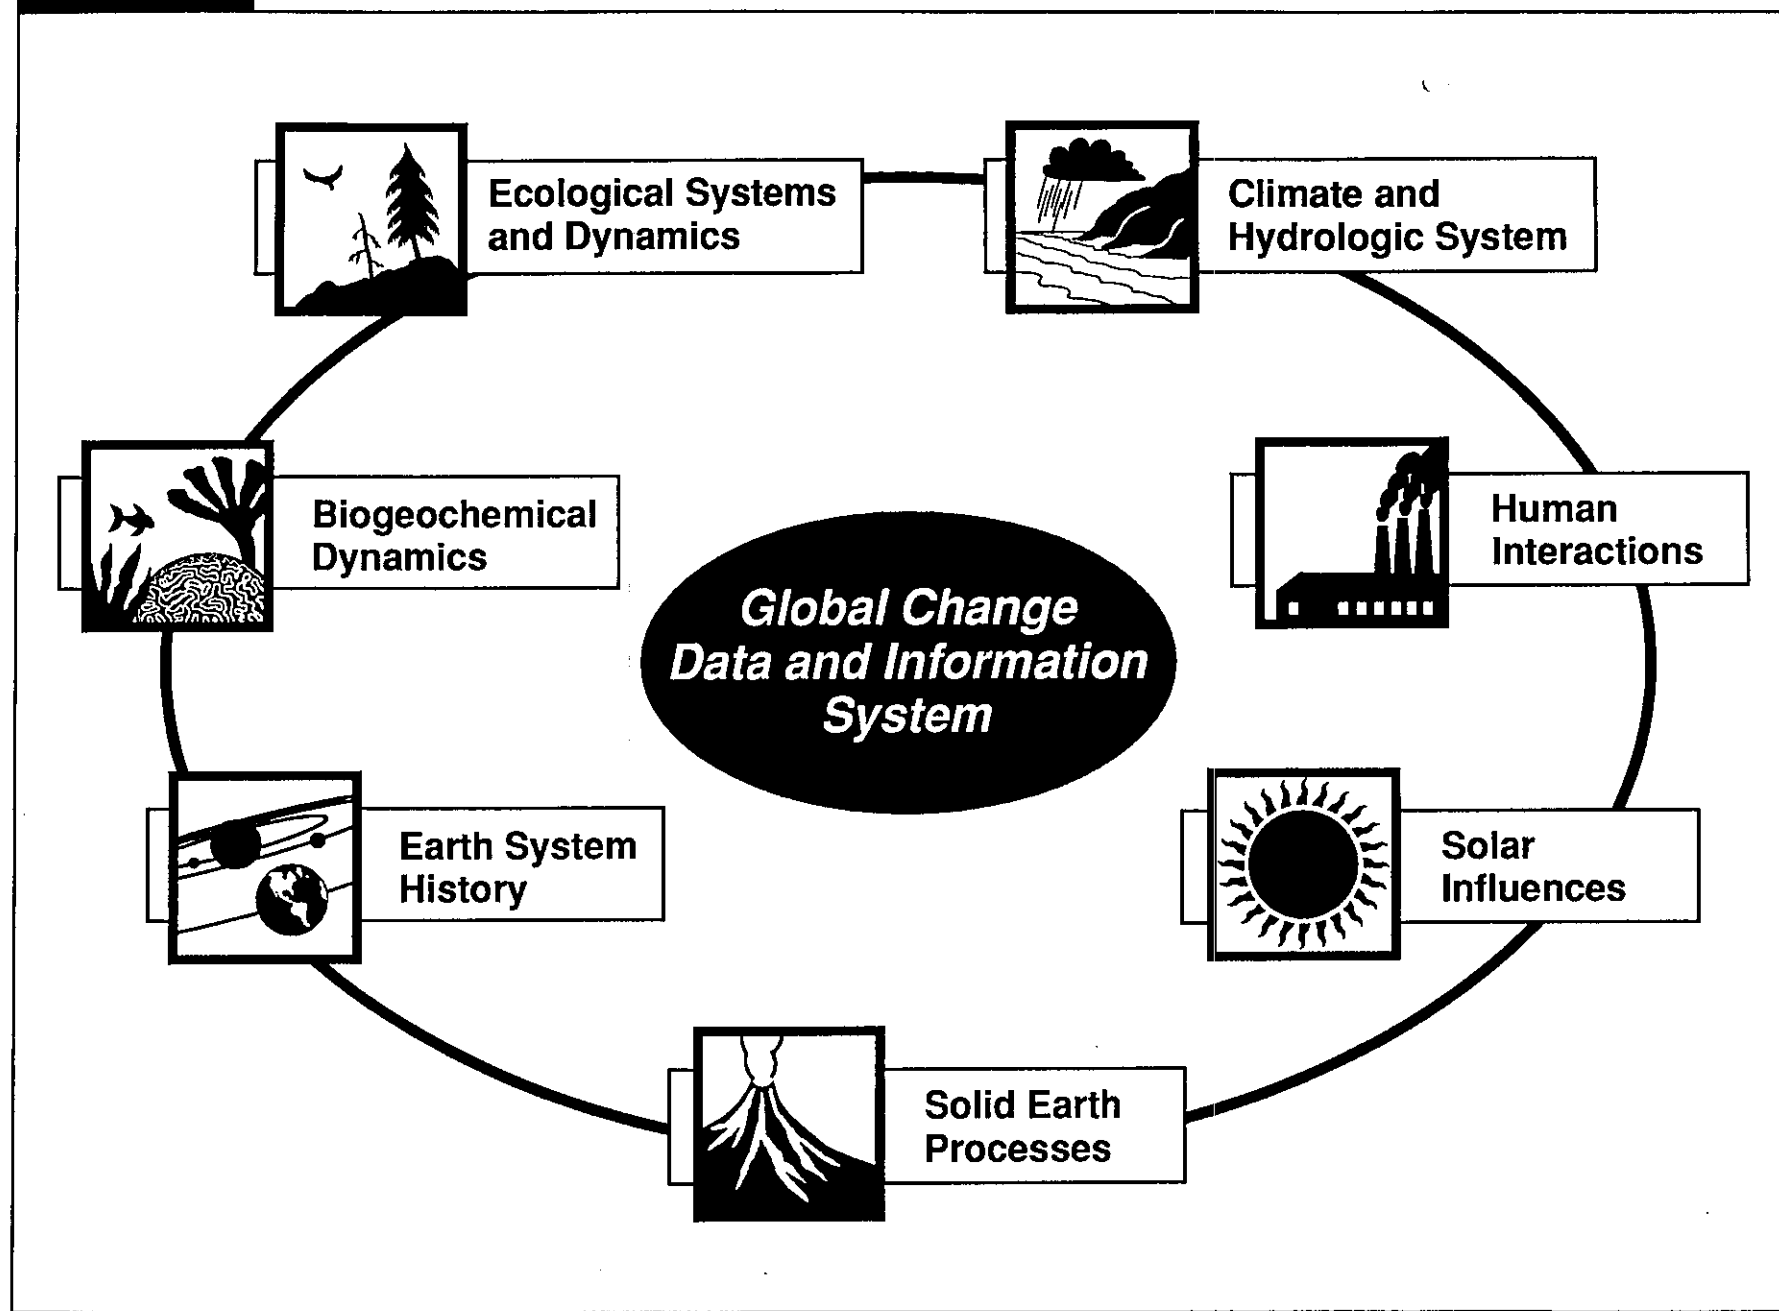 Ecological Systems
and Dynamics
Climate and
Hydrologic System
Biogeochemical
Dynamics
Human
Interactions
Global Change
Data and Information
System
Earth System
History
Solar
Influences
Solid Earth
Processes